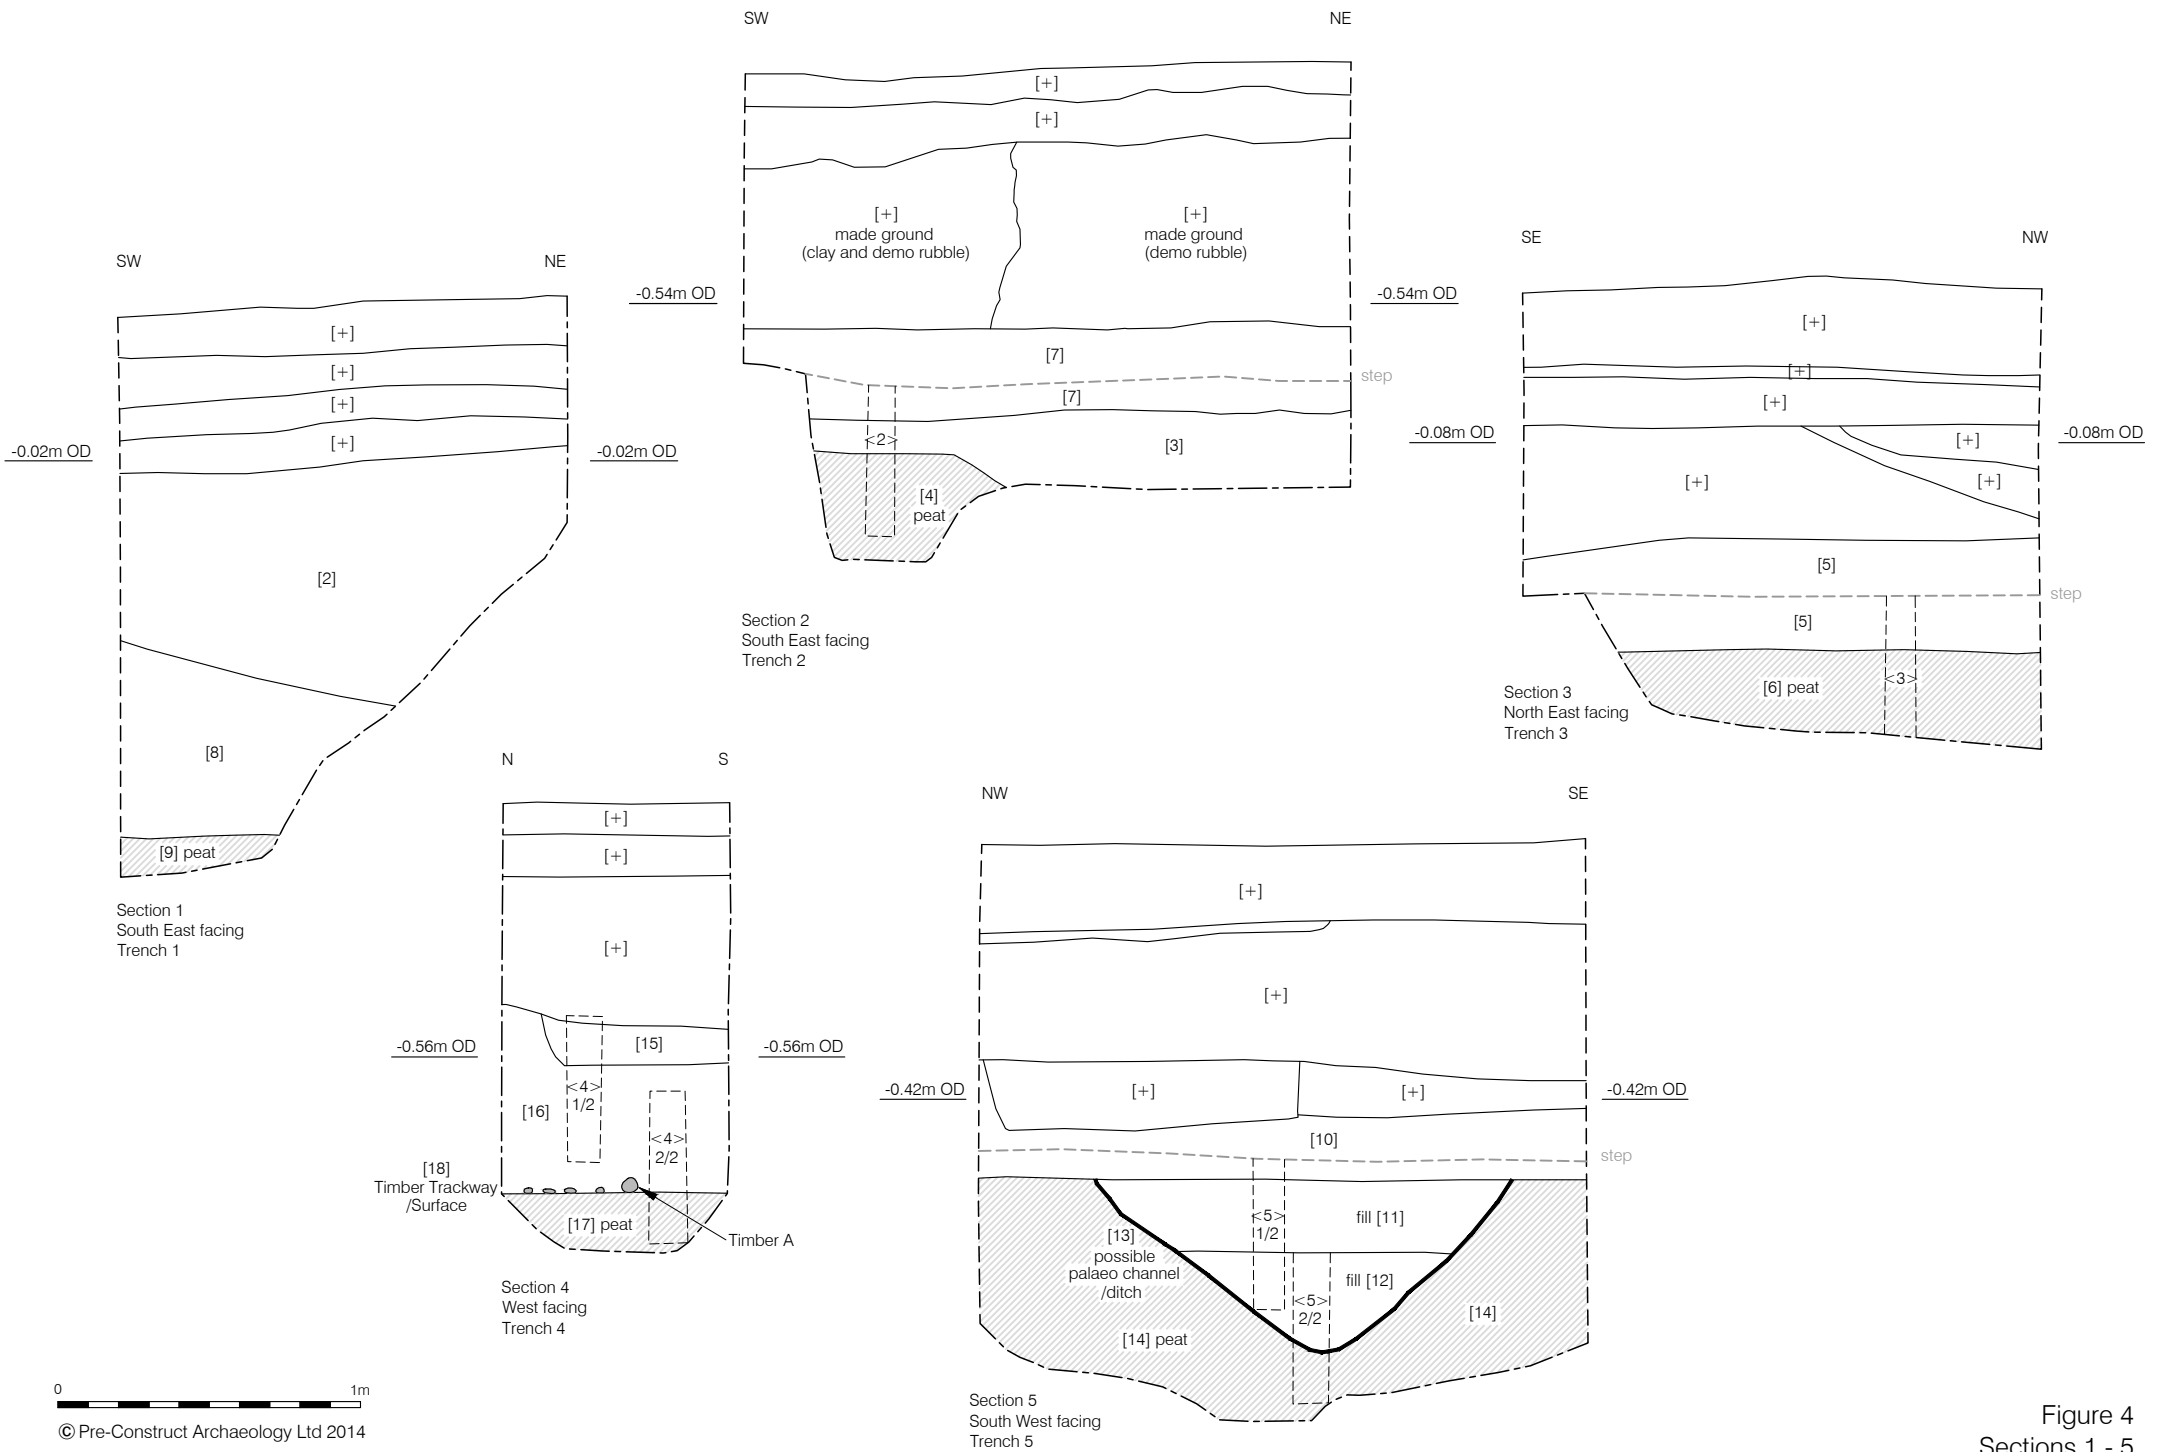 SW
NE
[+]
[+]
[+]
made ground
(clay and demo rubble)
[+]
made ground
(demo rubble)
-0.54m OD
-0.54m OD
[7]
step
[7]
<2>
[3]
[4]
peat
Section 2
South East facing
Trench 2
SW
NE
[+]
[+]
[+]
[+]
-0.02m OD
-0.02m OD
[2]
[8]
[9] peat
Section 1
South East facing
Trench 1
SE
NW
[+]
[+]
[+]
-0.08m OD
-0.08m OD
[+]
[+]
[+]
[5]
step
[5]
[6] peat
<3>
Section 3
North East facing
Trench 3
N
S
[+]
[+]
[+]
-0.56m OD
-0.56m OD
[15]
<4>
1/2
[16]
<4>
2/2
[18]
Timber Trackway
/Surface
[17] peat
Timber A
Section 4
West facing
Trench 4
NW
SE
[+]
[+]
-0.42m OD
-0.42m OD
[+]
[+]
[10]
step
<5>
1/2
fill [11]
[13]
possible
palaeo channel
/ditch
fill [12]
<5>
2/2
[14]
[14] peat
Section 5
South West facing
Trench 5
0
1m
© Pre-Construct Archaeology Ltd 2014
Figure 4
Sections 1 - 5